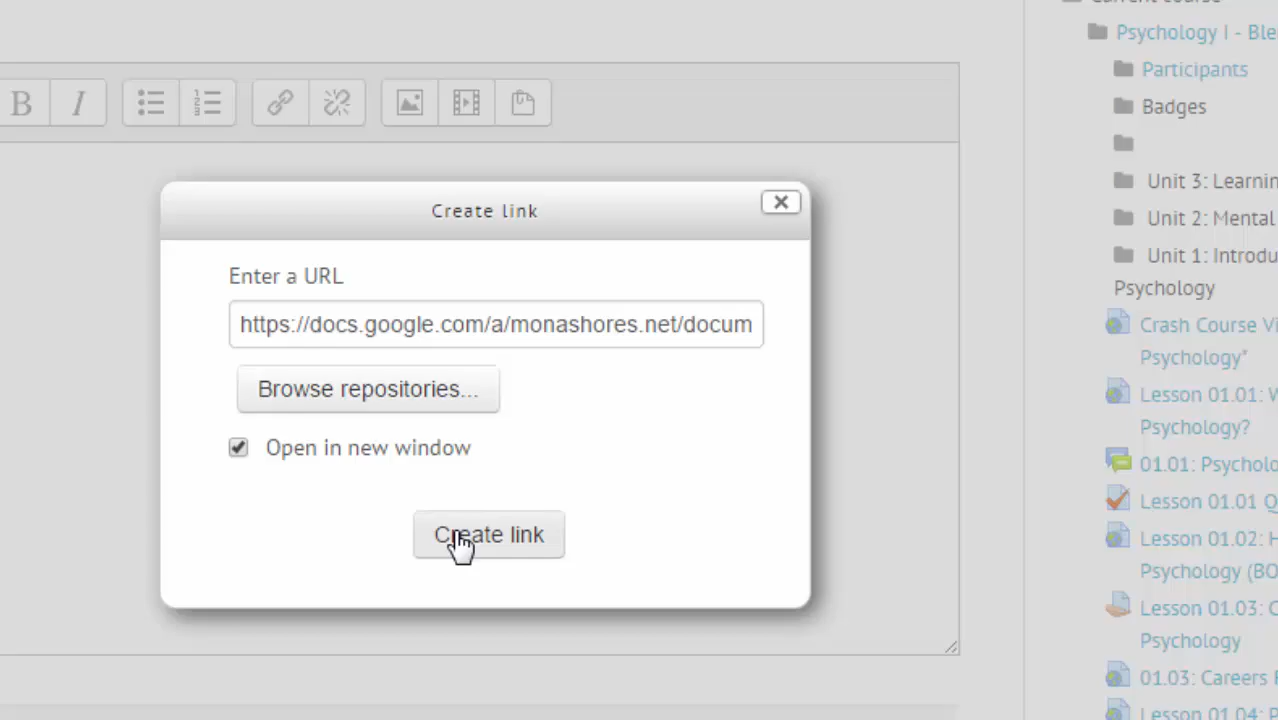 Current course
Psychology I - Ble
Participants
Badges
Unit 3: Learnin
Unit 2: Mental
Unit 1: Introdu
Psychology
Crash Course Vi
Psychology*
Lesson 01.01: W
Psychology?
01.01: Psycholo
Lesson 01.01 Q
Lesson 01.02: H
Psychology (BO
Lesson 01.03: C
Psychology
01.03: Careers F
Lesson 01.04: P
B I
Create link
Enter a URL
https://docs.google.com/a/monashores.net/docum
Browse repositories...
Open in new window
Create link